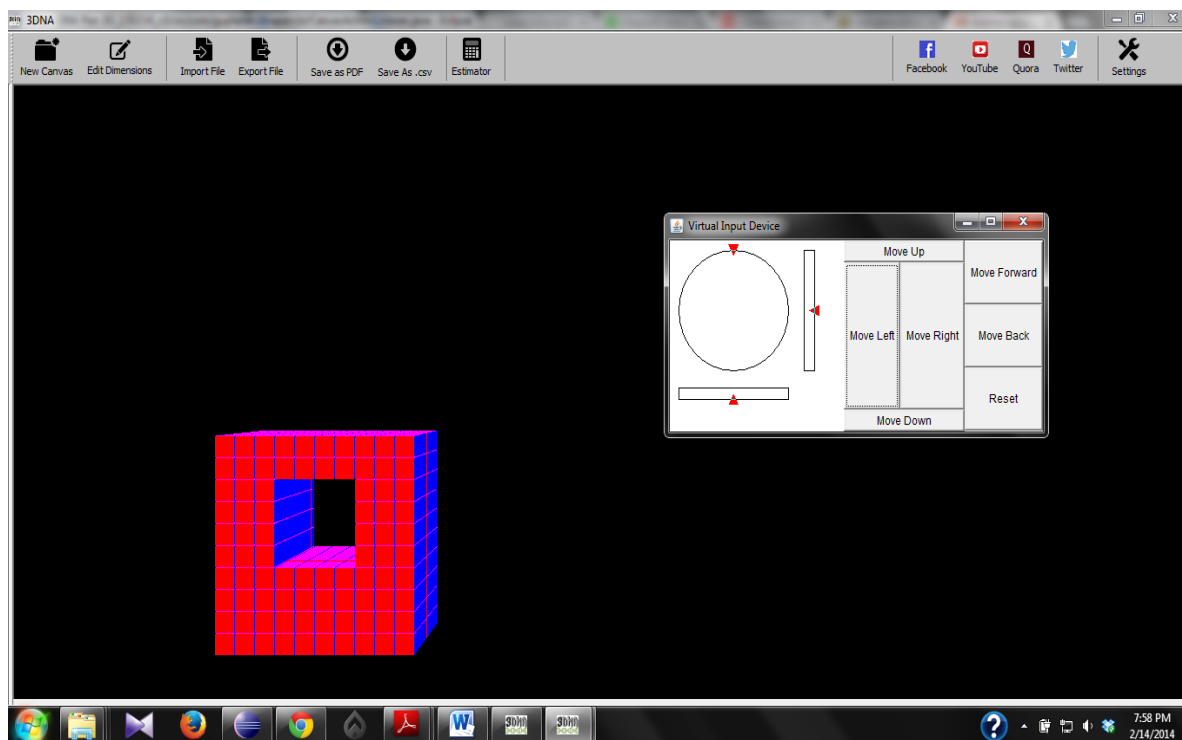 3DNA
New Canvas Edit Dimensions Import File Export File Save as PDF Save As .csv Estimator Facebook YouTube Quora Twitter Settings
Virtual Input Device
Move Up
Move Forward
Move Left Move Right Move Back
Reset
Move Down
7:58 PM
2/14/2014